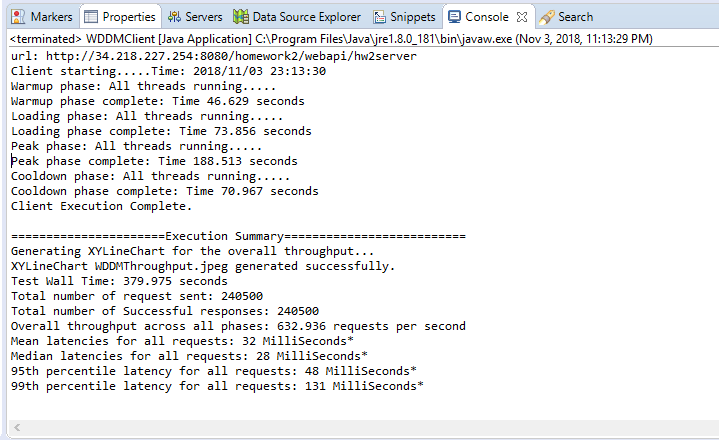 Markers Properties Servers Data Source Explorer Snippets Console Search
<terminated> WDDMClient [Java Application] C:\Program Files\Java\jre1.8.0_181\bin\javaw.exe (Nov 3, 2018, 11:13:29 PM)
url: http://34.218.227.254:8080/homework2/webapi/hw2server
Client starting.....Time: 2018/11/03 23:13:30
Warmup phase: All threads running.....
Warmup phase complete: Time 46.629 seconds
Loading phase: All threads running.....
Loading phase complete: Time 73.856 seconds
Peak phase: All threads running.....
Peak phase complete: Time 188.513 seconds
Cooldown phase: All threads running.....
Cooldown phase complete: Time 70.967 seconds
Client Execution Complete.
======================Execution Summary==========================
Generating XYLineChart for the overall throughput...
XYLineChart WDDMThroughput.jpeg generated successfully.
Test Wall Time: 379.975 seconds
Total number of request sent: 240500
Total number of Successful responses: 240500
Overall throughput across all phases: 632.936 requests per second
Mean latencies for all requests: 32 MilliSeconds*
Median latencies for all requests: 28 MilliSeconds*
95th percentile latency for all requests: 48 MilliSeconds*
99th percentile latency for all requests: 131 MilliSeconds*